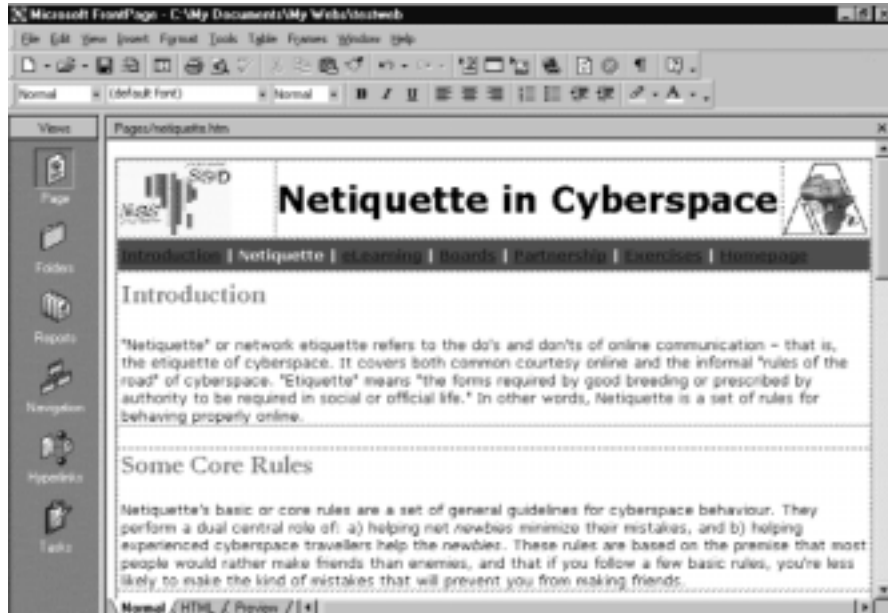 Microsoft FrontPage - C:\My Documents\My Webs\testweb
File Edit View Insert Format Tools Table Frames Window Help
Normal (default font) Normal B I U A
Views Pages/netiquette.htm
Page
Folders
Reports
Navigation
Hyperlinks
Tasks
Netiquette in Cyberspace
Introduction | Netiquette | eLearning | Boards | Partnership | Exercises | Homepage
Introduction
"Netiquette" or network etiquette refers to the do's and don'ts of online communication – that is,
the etiquette of cyberspace. It covers both common courtesy online and the informal "rules of the
road" of cyberspace. "Etiquette" means "the forms required by good breeding or prescribed by
authority to be required in social or official life." In other words, Netiquette is a set of rules for
behaving properly online.
Some Core Rules
Netiquette's basic or core rules are a set of general guidelines for cyberspace behaviour. They
perform a dual central role of: a) helping net newbies minimize their mistakes, and b) helping
experienced cyberspace travellers help the newbies. These rules are based on the premise that most
people would rather make friends than enemies, and that if you follow a few basic rules, you're less
likely to make the kind of mistakes that will prevent you from making friends.
Normal / HTML / Preview /